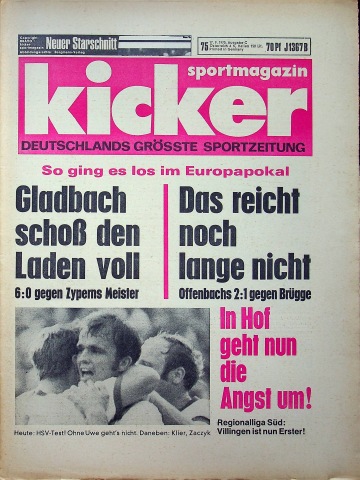 Neuer Starschnitt
75
70 Pf J 1367 D
sportmagazin
kicker
DEUTSCHLANDS GRÖSSTE SPORTZEITUNG
So ging es los im Europapokal
Gladbach
schoß den
Laden voll
6:0 gegen Zyperns Meister
Das reicht
noch
lange nicht
Offenbachs 2:1 gegen Brügge
In Hof
geht nun
die
Angst um!
Regionalliga Süd:
Villingen ist nun Erster!
Heute: HSV-Test! Ohne Uwe geht's nicht. Daneben: Klier, Zaczyk